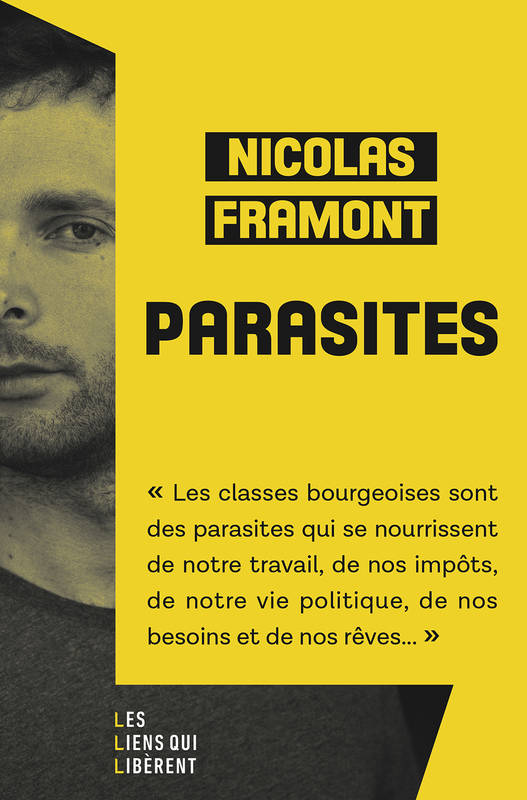 NICOLAS
FRAMONT
PARASITES
« Les classes bourgeoises sont
des parasites qui se nourrissent
de notre travail, de nos impôts,
de notre vie politique, de nos
besoins et de nos rêves... »
LES
LIENS QUI
LIBÈRENT